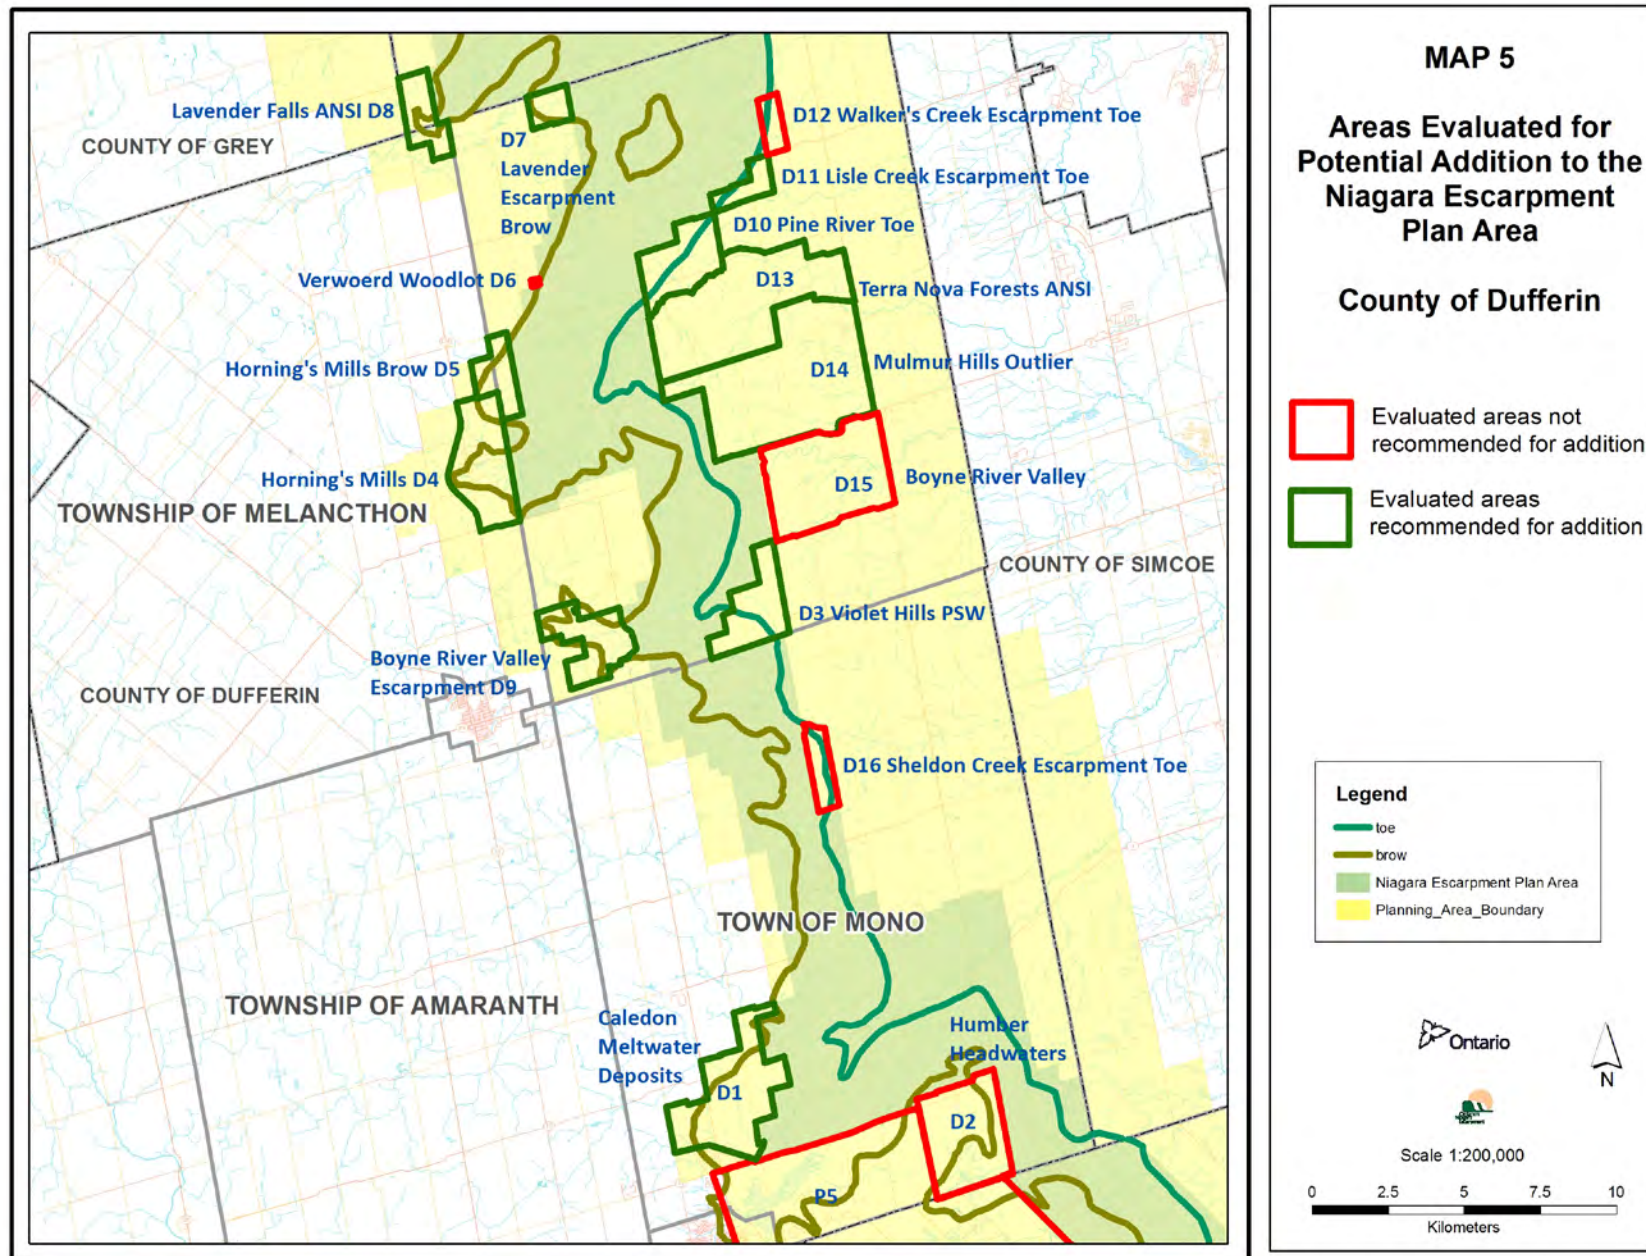 Lavender Falls ANSI D8
COUNTY OF GREY
D7
Lavender
Escarpment
Brow
D12 Walker's Creek Escarpment Toe
D11 Lisle Creek Escarpment Toe
D10 Pine River Toe
Verwoerd Woodlot D6
D13
Terra Nova Forests ANSI
Horning's Mills Brow D5
D14
Mulmur Hills Outlier
Horning's Mills D4
D15
Boyne River Valley
TOWNSHIP OF MELANCTHON
COUNTY OF SIMCOE
D3 Violet Hills PSW
Boyne River Valley
Escarpment D9
COUNTY OF DUFFERIN
D16 Sheldon Creek Escarpment Toe
TOWN OF MONO
TOWNSHIP OF AMARANTH
Caledon
Meltwater
Deposits
D1
Humber
Headwaters
D2
P5
MAP 5
Areas Evaluated for
Potential Addition to the
Niagara Escarpment
Plan Area
County of Dufferin
Evaluated areas not
recommended for addition
Evaluated areas
recommended for addition
Legend
toe
brow
Niagara Escarpment Plan Area
Planning_Area_Boundary
Ontario
N
Scale 1:200,000
0 2.5 5 7.5 10
Kilometers